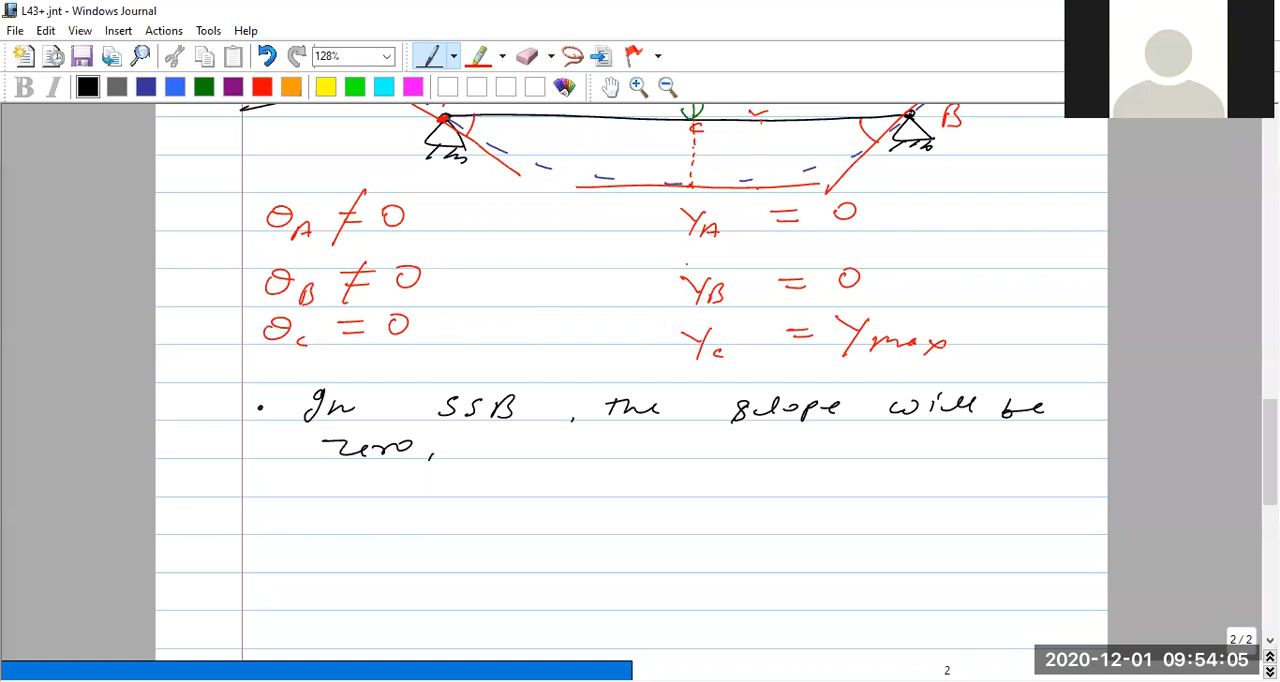 L43+.jnt - Windows Journal
File Edit View Insert Actions Tools Help
128%
B I
C
B
θA ≠ 0 YA = 0
θB ≠ 0 YB = 0
θc = 0 Yc = Ymax
• In SSB, the slope will be
zero,
2 / 2
2
2020-12-01 09:54:05